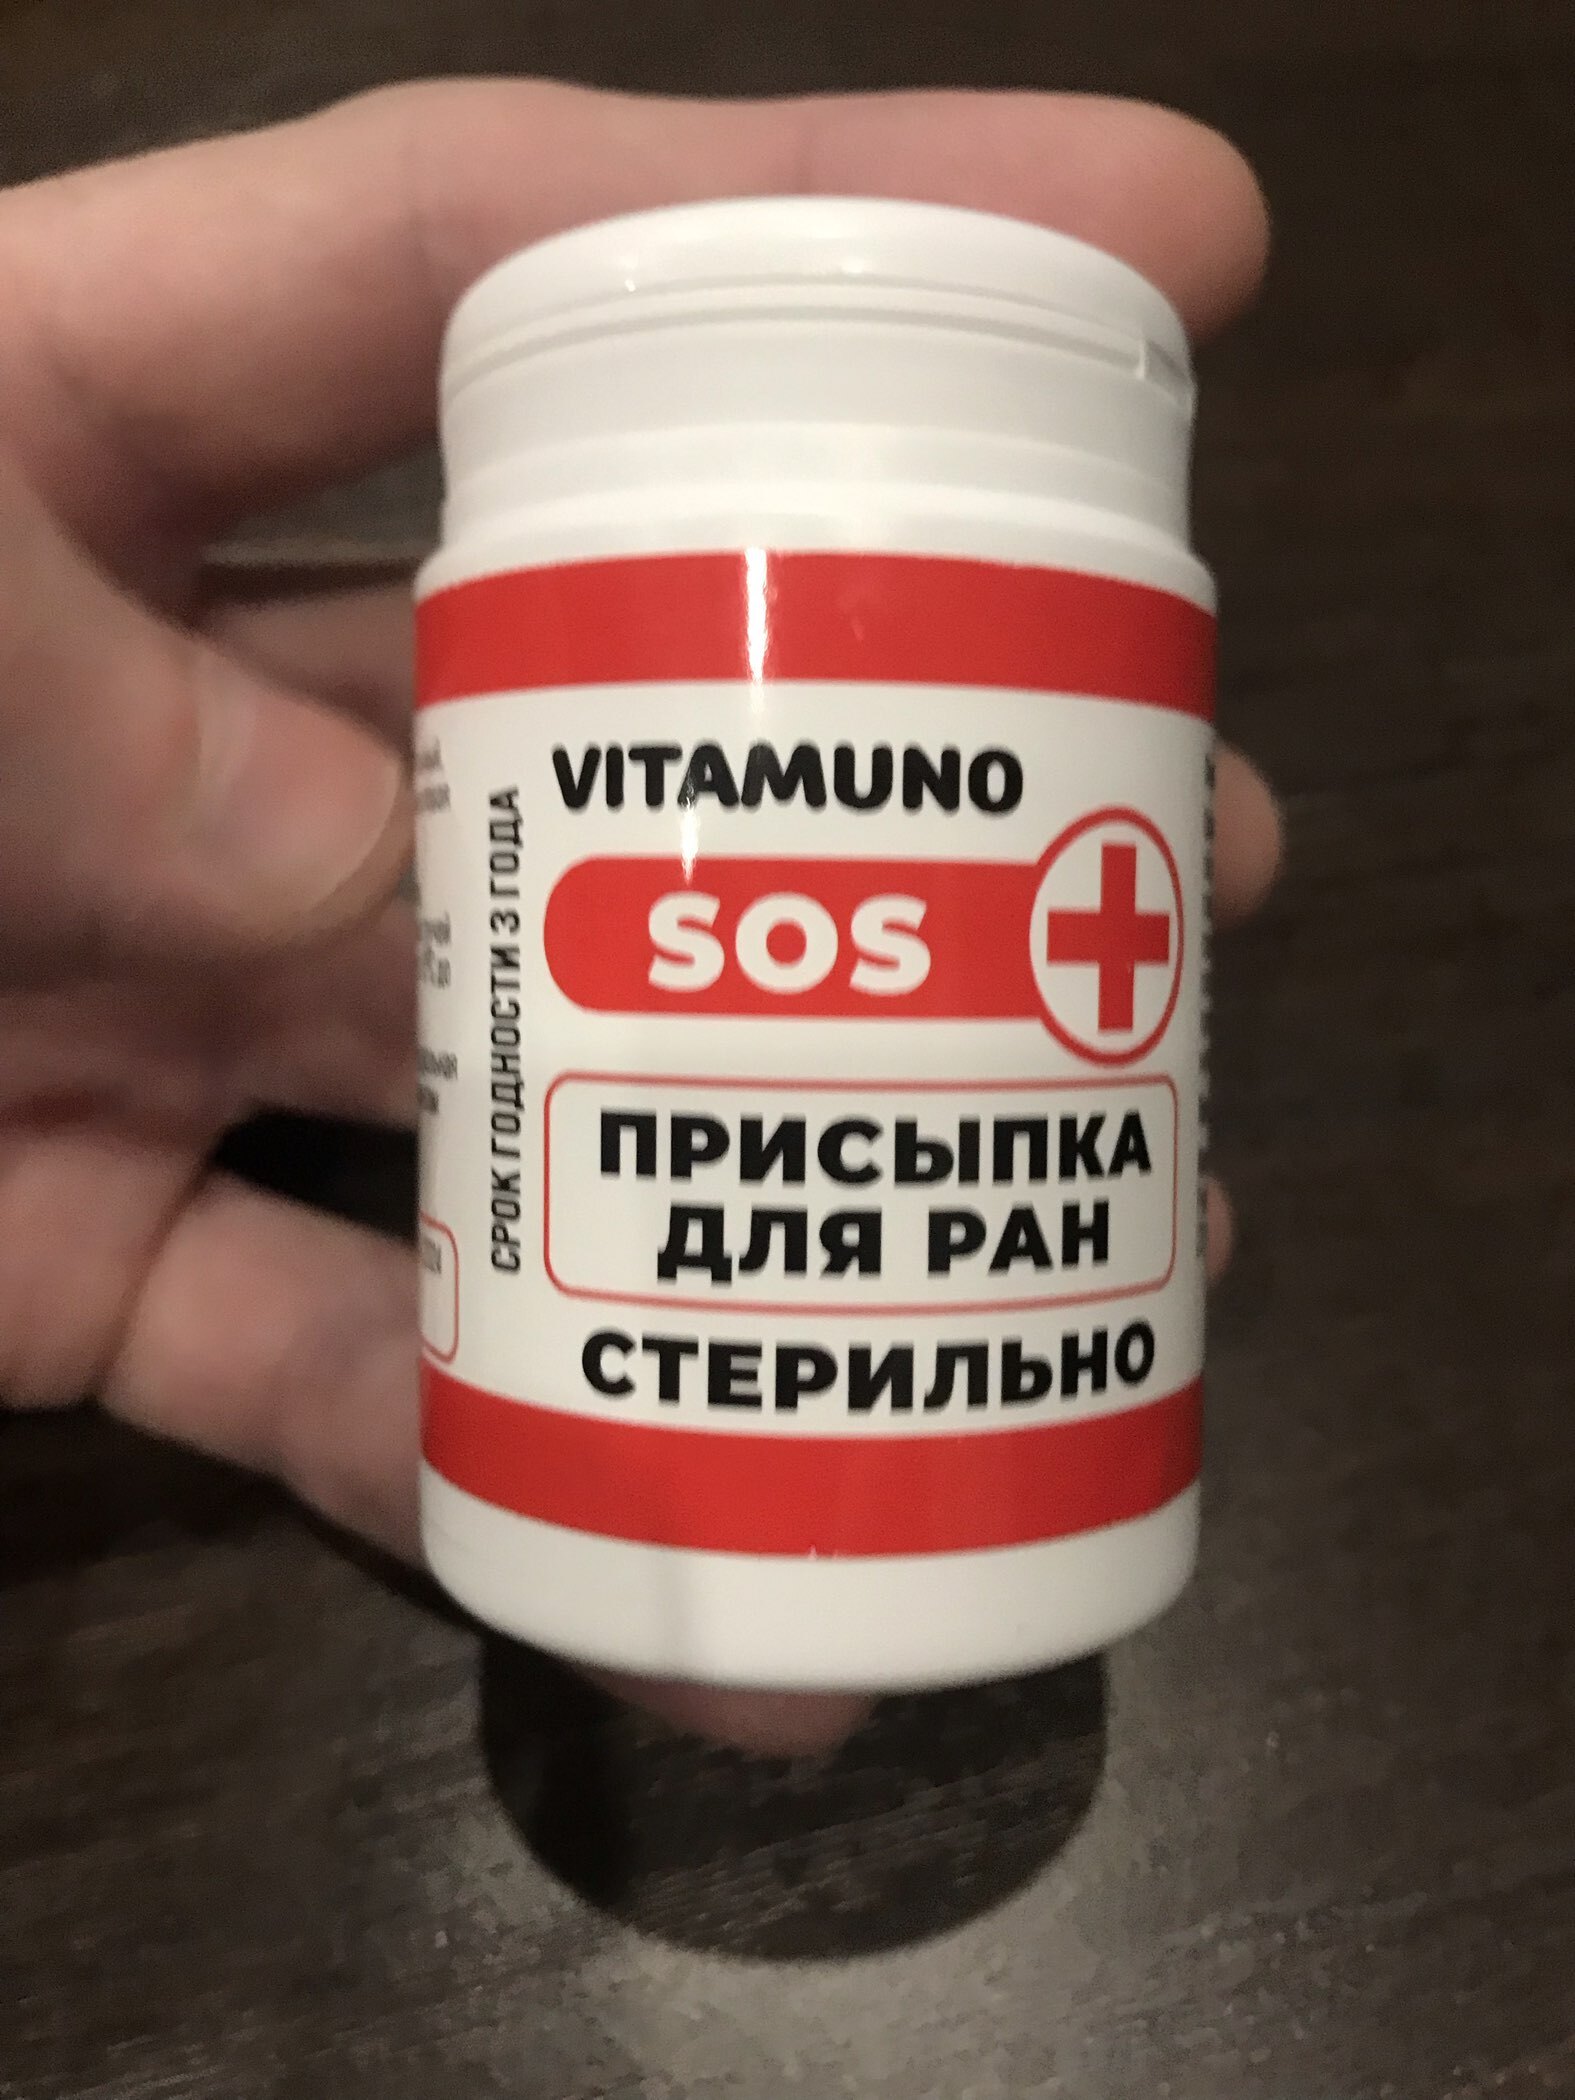 VITAMUNO
SOS
ПРИСЫПКА
ДЛЯ РАН
СТЕРИЛЬНО
СРОК ГОДНОСТИ 3 ГОДА